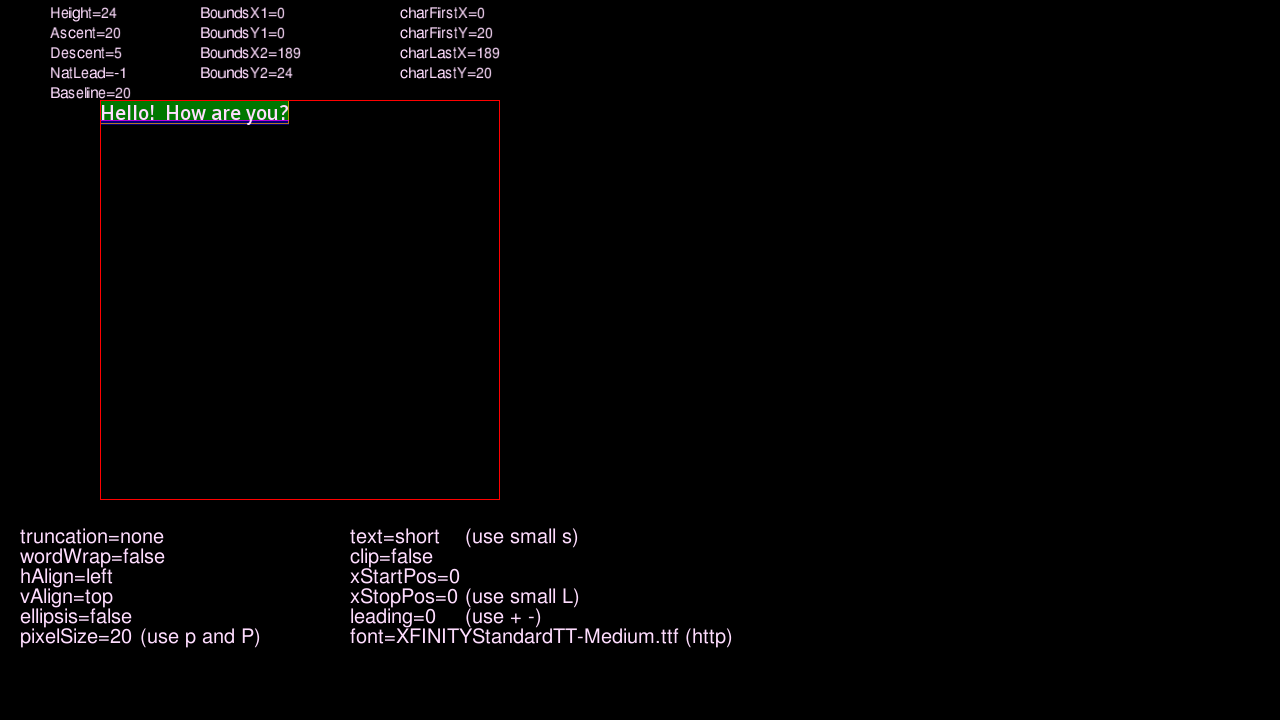 Height=24
Ascent=20
Descent=5
NatLead=-1
Baseline=20
BoundsX1=0
BoundsY1=0
BoundsX2=189
BoundsY2=24
charFirstX=0
charFirstY=20
charLastX=189
charLastY=20
Hello!  How are you?
truncation=none
wordWrap=false
hAlign=left
vAlign=top
ellipsis=false
pixelSize=20 (use p and P)
text=short (use small s)
clip=false
xStartPos=0
xStopPos=0 (use small L)
leading=0 (use + -)
font=XFINITYStandardTT-Medium.ttf (http)